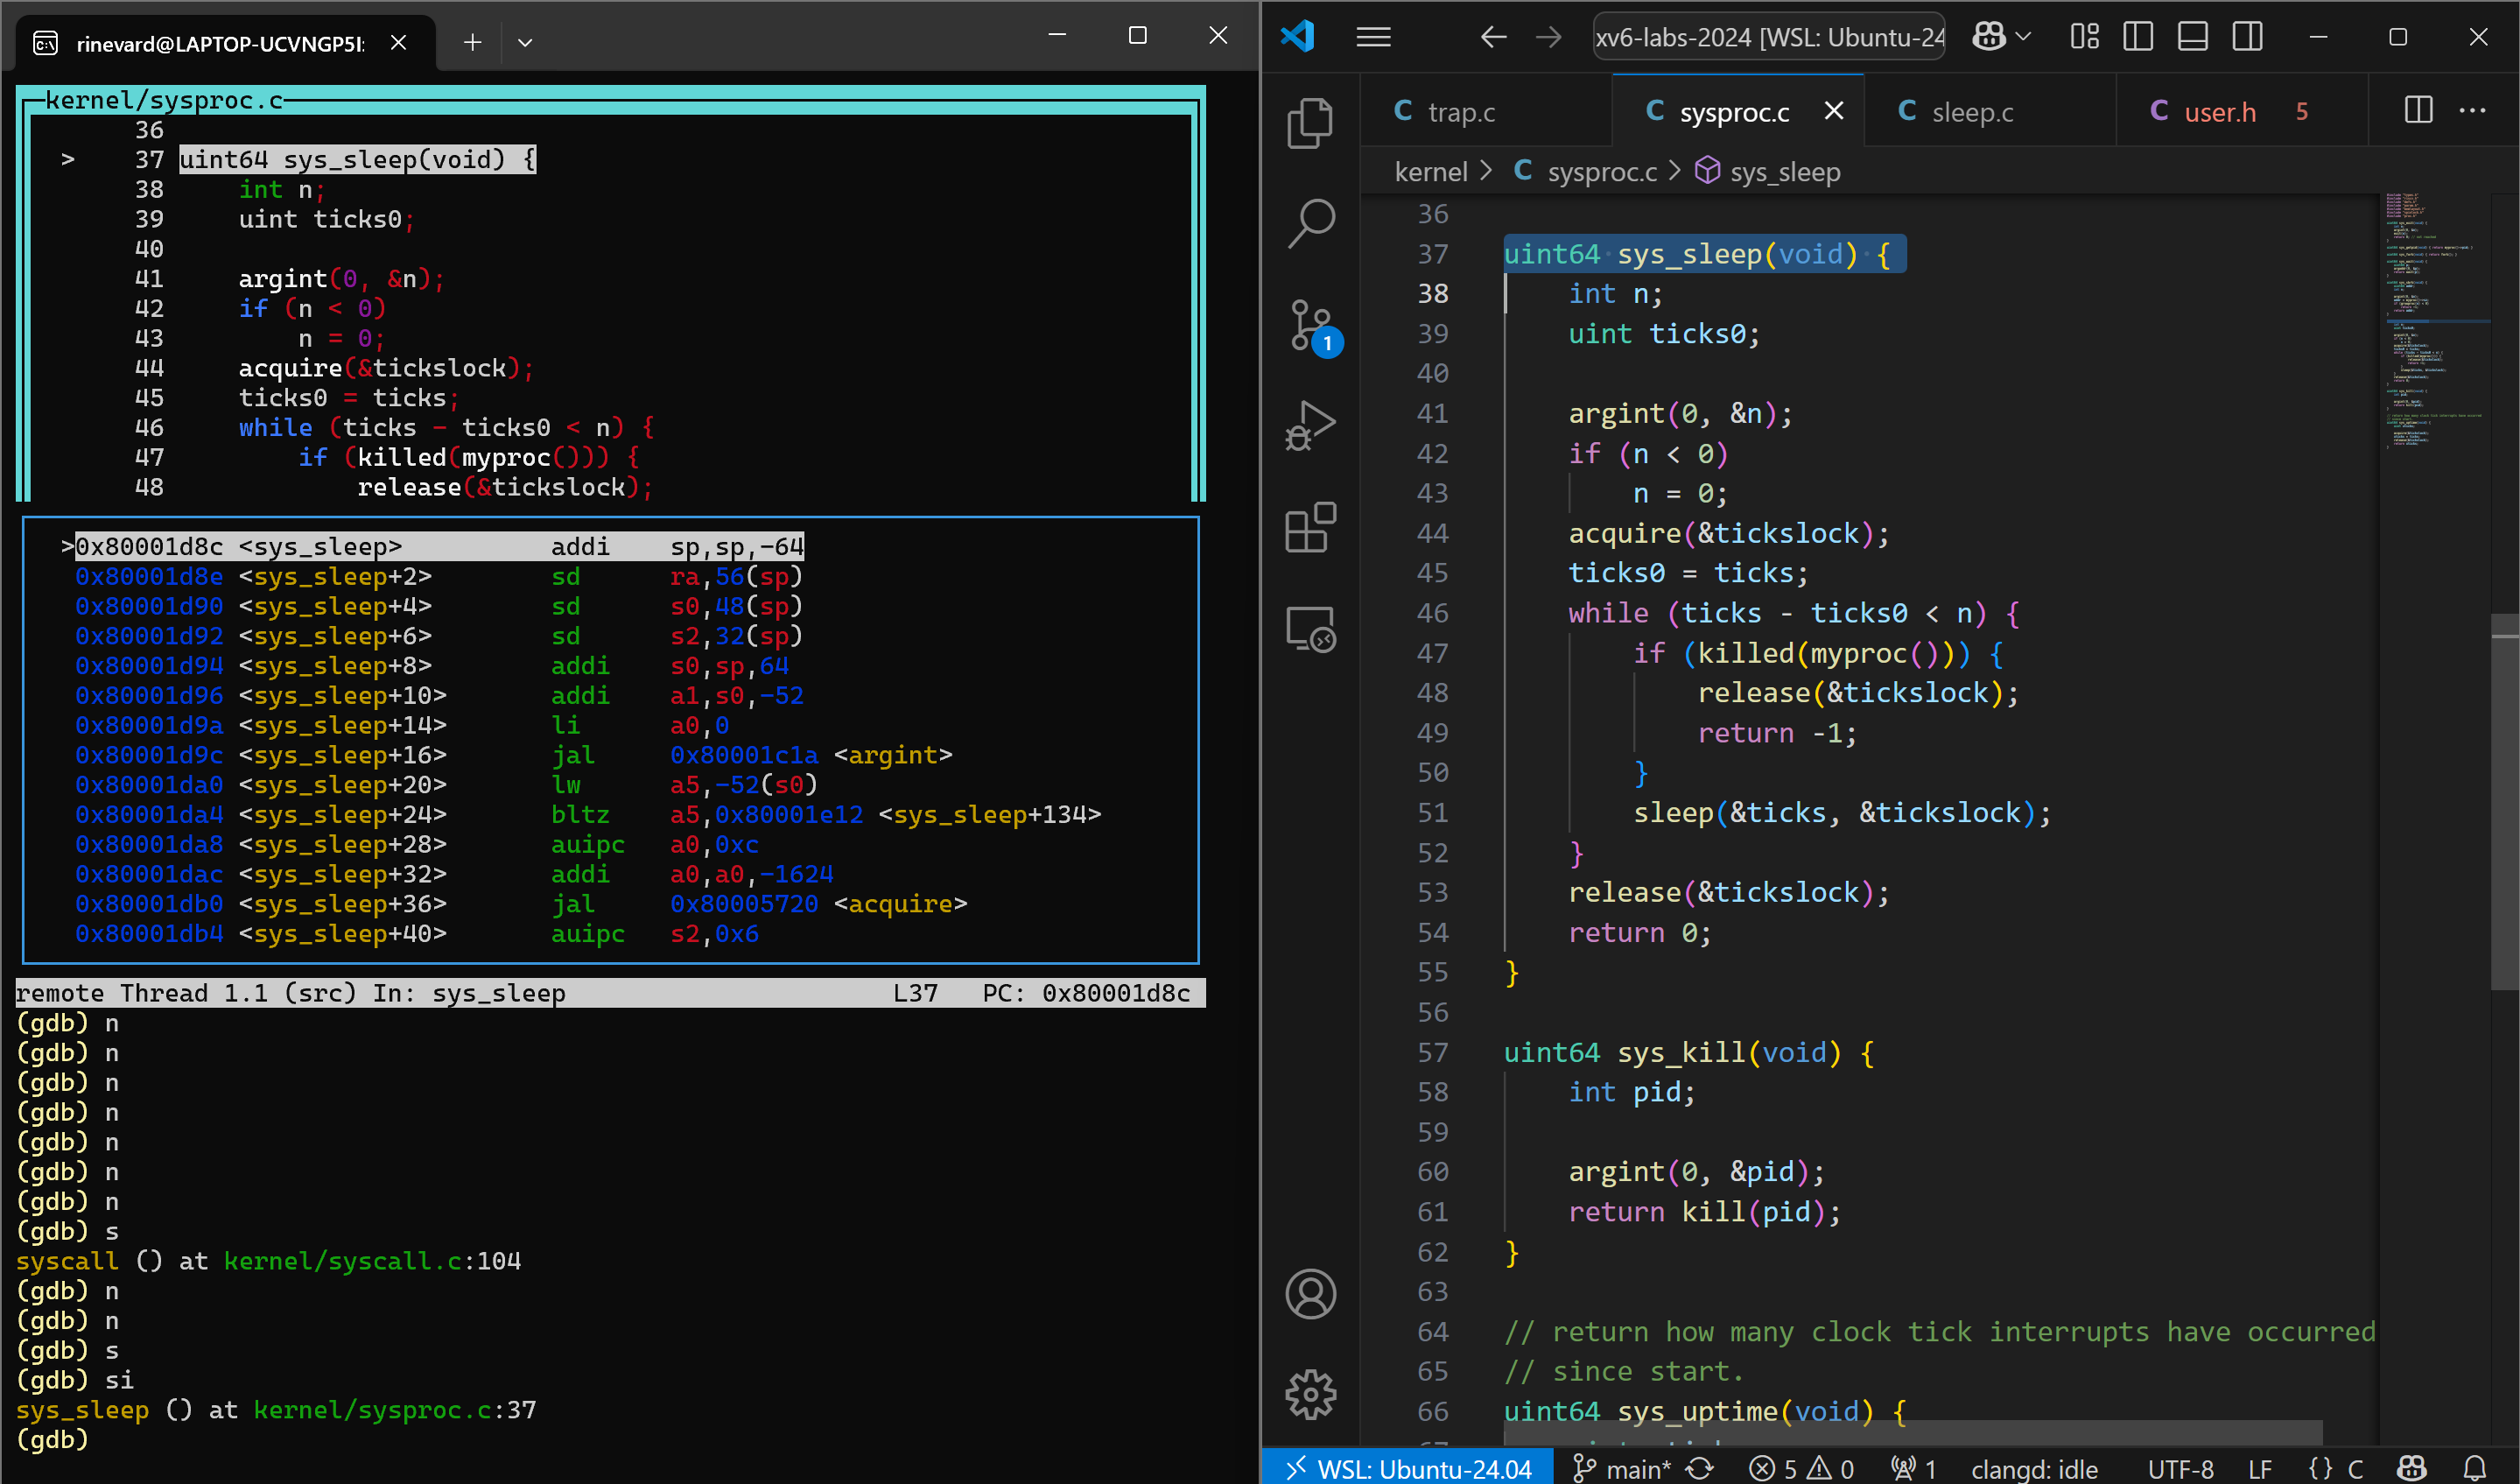 rinevard@LAPTOP-UCVNGP5I:
kernel/sysproc.c
36
> 37 uint64 sys_sleep(void) {
38 int n;
39 uint ticks0;
40
41 argint(0, &n);
42 if (n < 0)
43 n = 0;
44 acquire(&tickslock);
45 ticks0 = ticks;
46 while (ticks - ticks0 < n) {
47 if (killed(myproc())) {
48 release(&tickslock);
>0x80001d8c <sys_sleep> addi sp,sp,-64
0x80001d8e <sys_sleep+2> sd ra,56(sp)
0x80001d90 <sys_sleep+4> sd s0,48(sp)
0x80001d92 <sys_sleep+6> sd s2,32(sp)
0x80001d94 <sys_sleep+8> addi s0,sp,64
0x80001d96 <sys_sleep+10> addi a1,s0,-52
0x80001d9a <sys_sleep+14> li a0,0
0x80001d9c <sys_sleep+16> jal 0x80001c1a <argint>
0x80001da0 <sys_sleep+20> lw a5,-52(s0)
0x80001da4 <sys_sleep+24> bltz a5,0x80001e12 <sys_sleep+134>
0x80001da8 <sys_sleep+28> auipc a0,0xc
0x80001dac <sys_sleep+32> addi a0,a0,-1624
0x80001db0 <sys_sleep+36> jal 0x80005720 <acquire>
0x80001db4 <sys_sleep+40> auipc s2,0x6
remote Thread 1.1 (src) In: sys_sleep L37 PC: 0x80001d8c
(gdb) n
(gdb) n
(gdb) n
(gdb) n
(gdb) n
(gdb) n
(gdb) n
(gdb) s
syscall () at kernel/syscall.c:104
(gdb) n
(gdb) n
(gdb) s
(gdb) si
sys_sleep () at kernel/sysproc.c:37
(gdb)
xv6-labs-2024 [WSL: Ubuntu-24
C trap.c C sysproc.c C sleep.c C user.h 5
kernel > C sysproc.c > sys_sleep
1
36
37 uint64 sys_sleep(void) {
38 int n;
39 uint ticks0;
40
41 argint(0, &n);
42 if (n < 0)
43 n = 0;
44 acquire(&tickslock);
45 ticks0 = ticks;
46 while (ticks - ticks0 < n) {
47 if (killed(myproc())) {
48 release(&tickslock);
49 return -1;
50 }
51 sleep(&ticks, &tickslock);
52 }
53 release(&tickslock);
54 return 0;
55 }
56
57 uint64 sys_kill(void) {
58 int pid;
59
60 argint(0, &pid);
61 return kill(pid);
62 }
63
64 // return how many clock tick interrupts have occurred
65 // since start.
66 uint64 sys_uptime(void) {
WSL: Ubuntu-24.04 main* 5 0 1 clangd: idle UTF-8 LF {} C